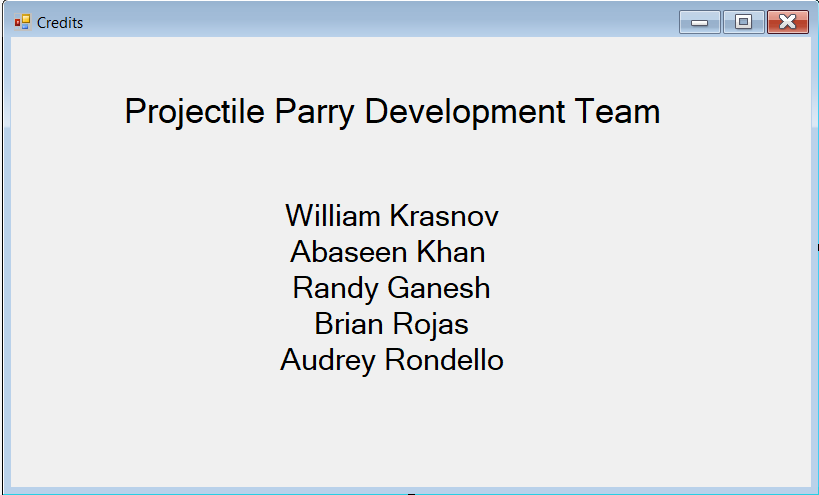 Credits
Projectile Parry Development Team
William Krasnov
Abaseen Khan
Randy Ganesh
Brian Rojas
Audrey Rondello